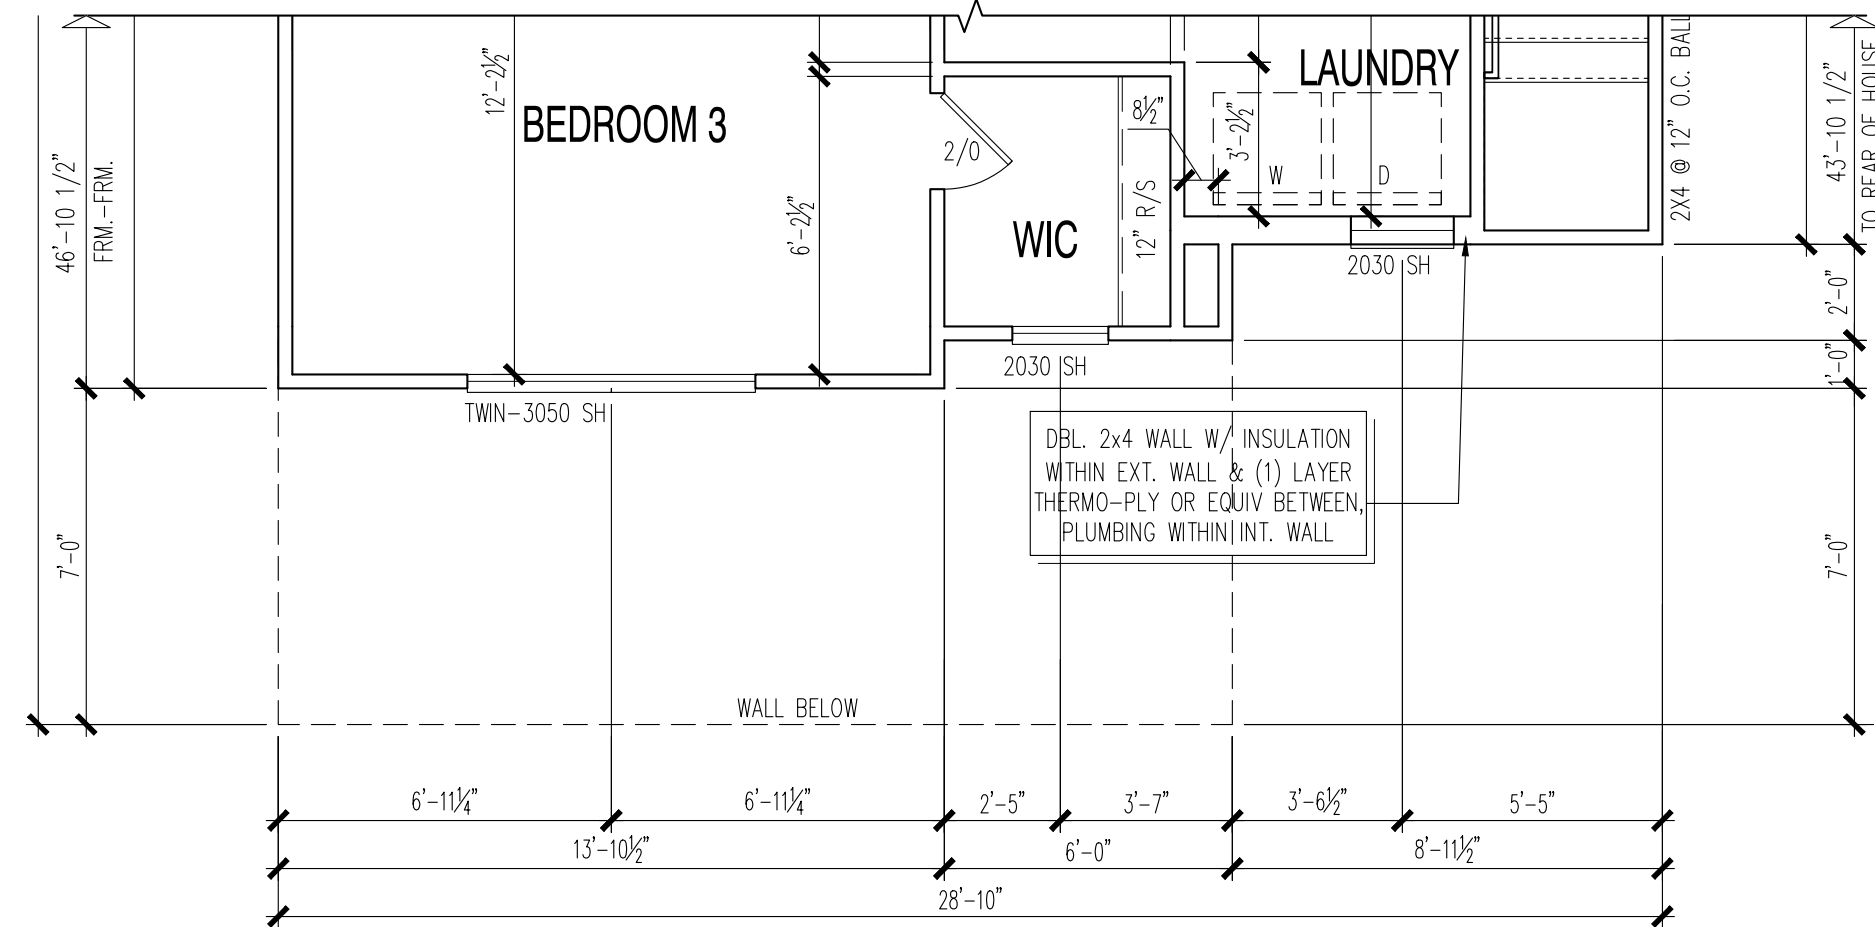 12'-2½"
LAUNDRY
BEDROOM 3
8½"
3'-2½"
2/0
W
D
46'-10 1/2"
FRM.-FRM.
6'-2½"
WIC
12" R/S
2X4 @ 12" O.C. BALL
43'-10 1/2"
TO REAR OF HOUSE
2030 SH
2'-0"
1'-0"
2030 SH
TWIN-3050 SH
DBL. 2x4 WALL W/ INSULATION
WITHIN EXT. WALL & (1) LAYER
THERMO-PLY OR EQUIV BETWEEN,
PLUMBING WITHIN INT. WALL
7'-0"
7'-0"
WALL BELOW
6'-11¼"
6'-11¼"
2'-5"
3'-7"
3'-6½"
5'-5"
13'-10½"
6'-0"
8'-11½"
28'-10"